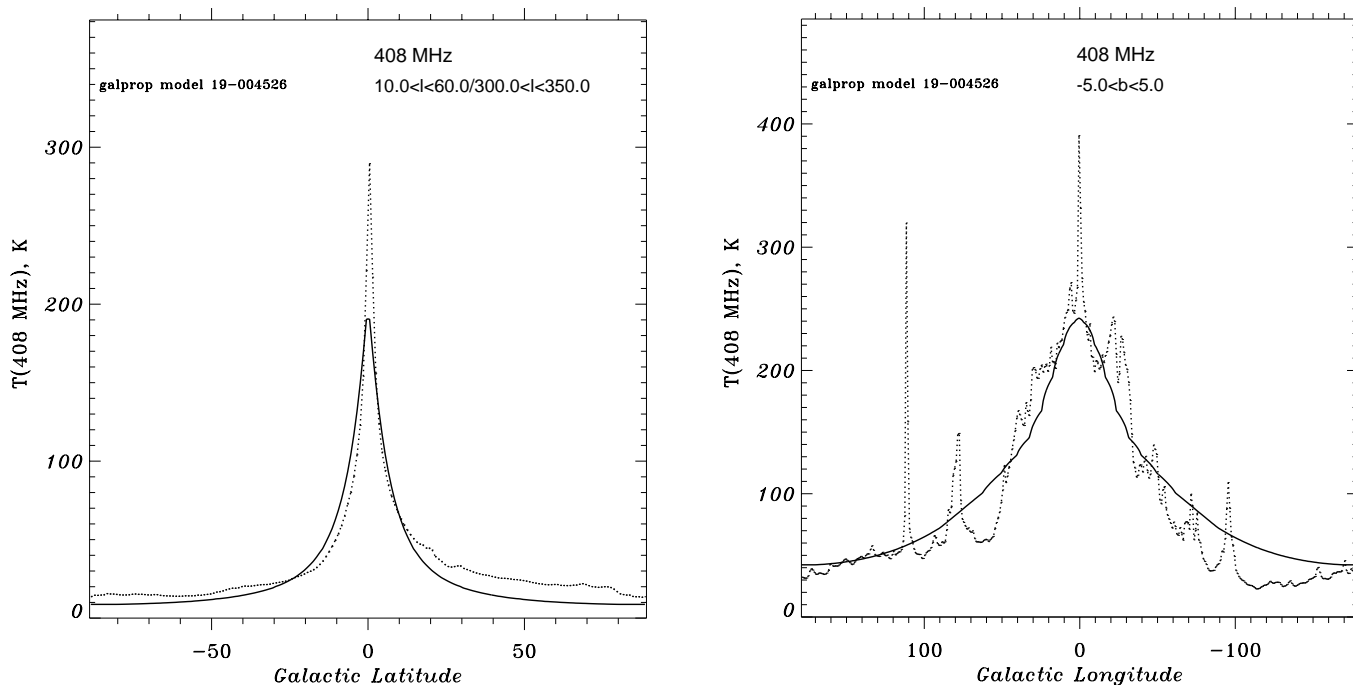 408 MHz
galprop model 19-004526
10.0<l<60.0/300.0<l<350.0
T(408 MHz), K
300
200
100
0
-50
0
50
Galactic Latitude
408 MHz
galprop model 19-004526
-5.0<b<5.0
T(408 MHz), K
400
300
200
100
0
100
0
-100
Galactic Longitude